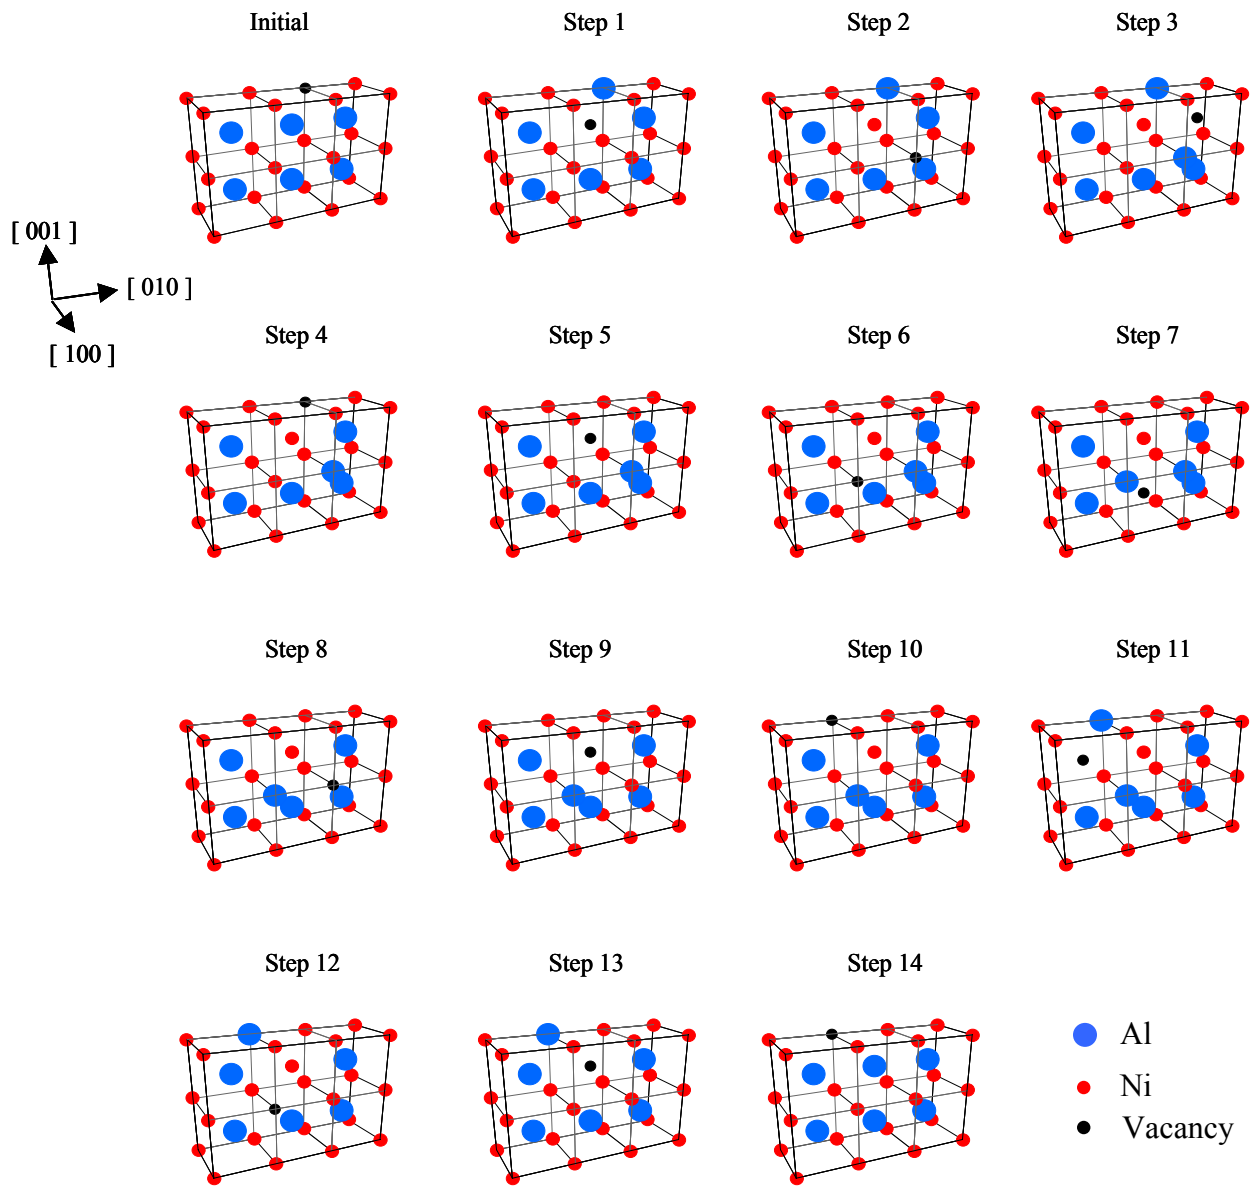 Initial
Step 1
Step 2
Step 3
[ 001 ]
[ 010 ]
[ 100 ]
Step 4
Step 5
Step 6
Step 7
Step 8
Step 9
Step 10
Step 11
Step 12
Step 13
Step 14
Al
Ni
Vacancy